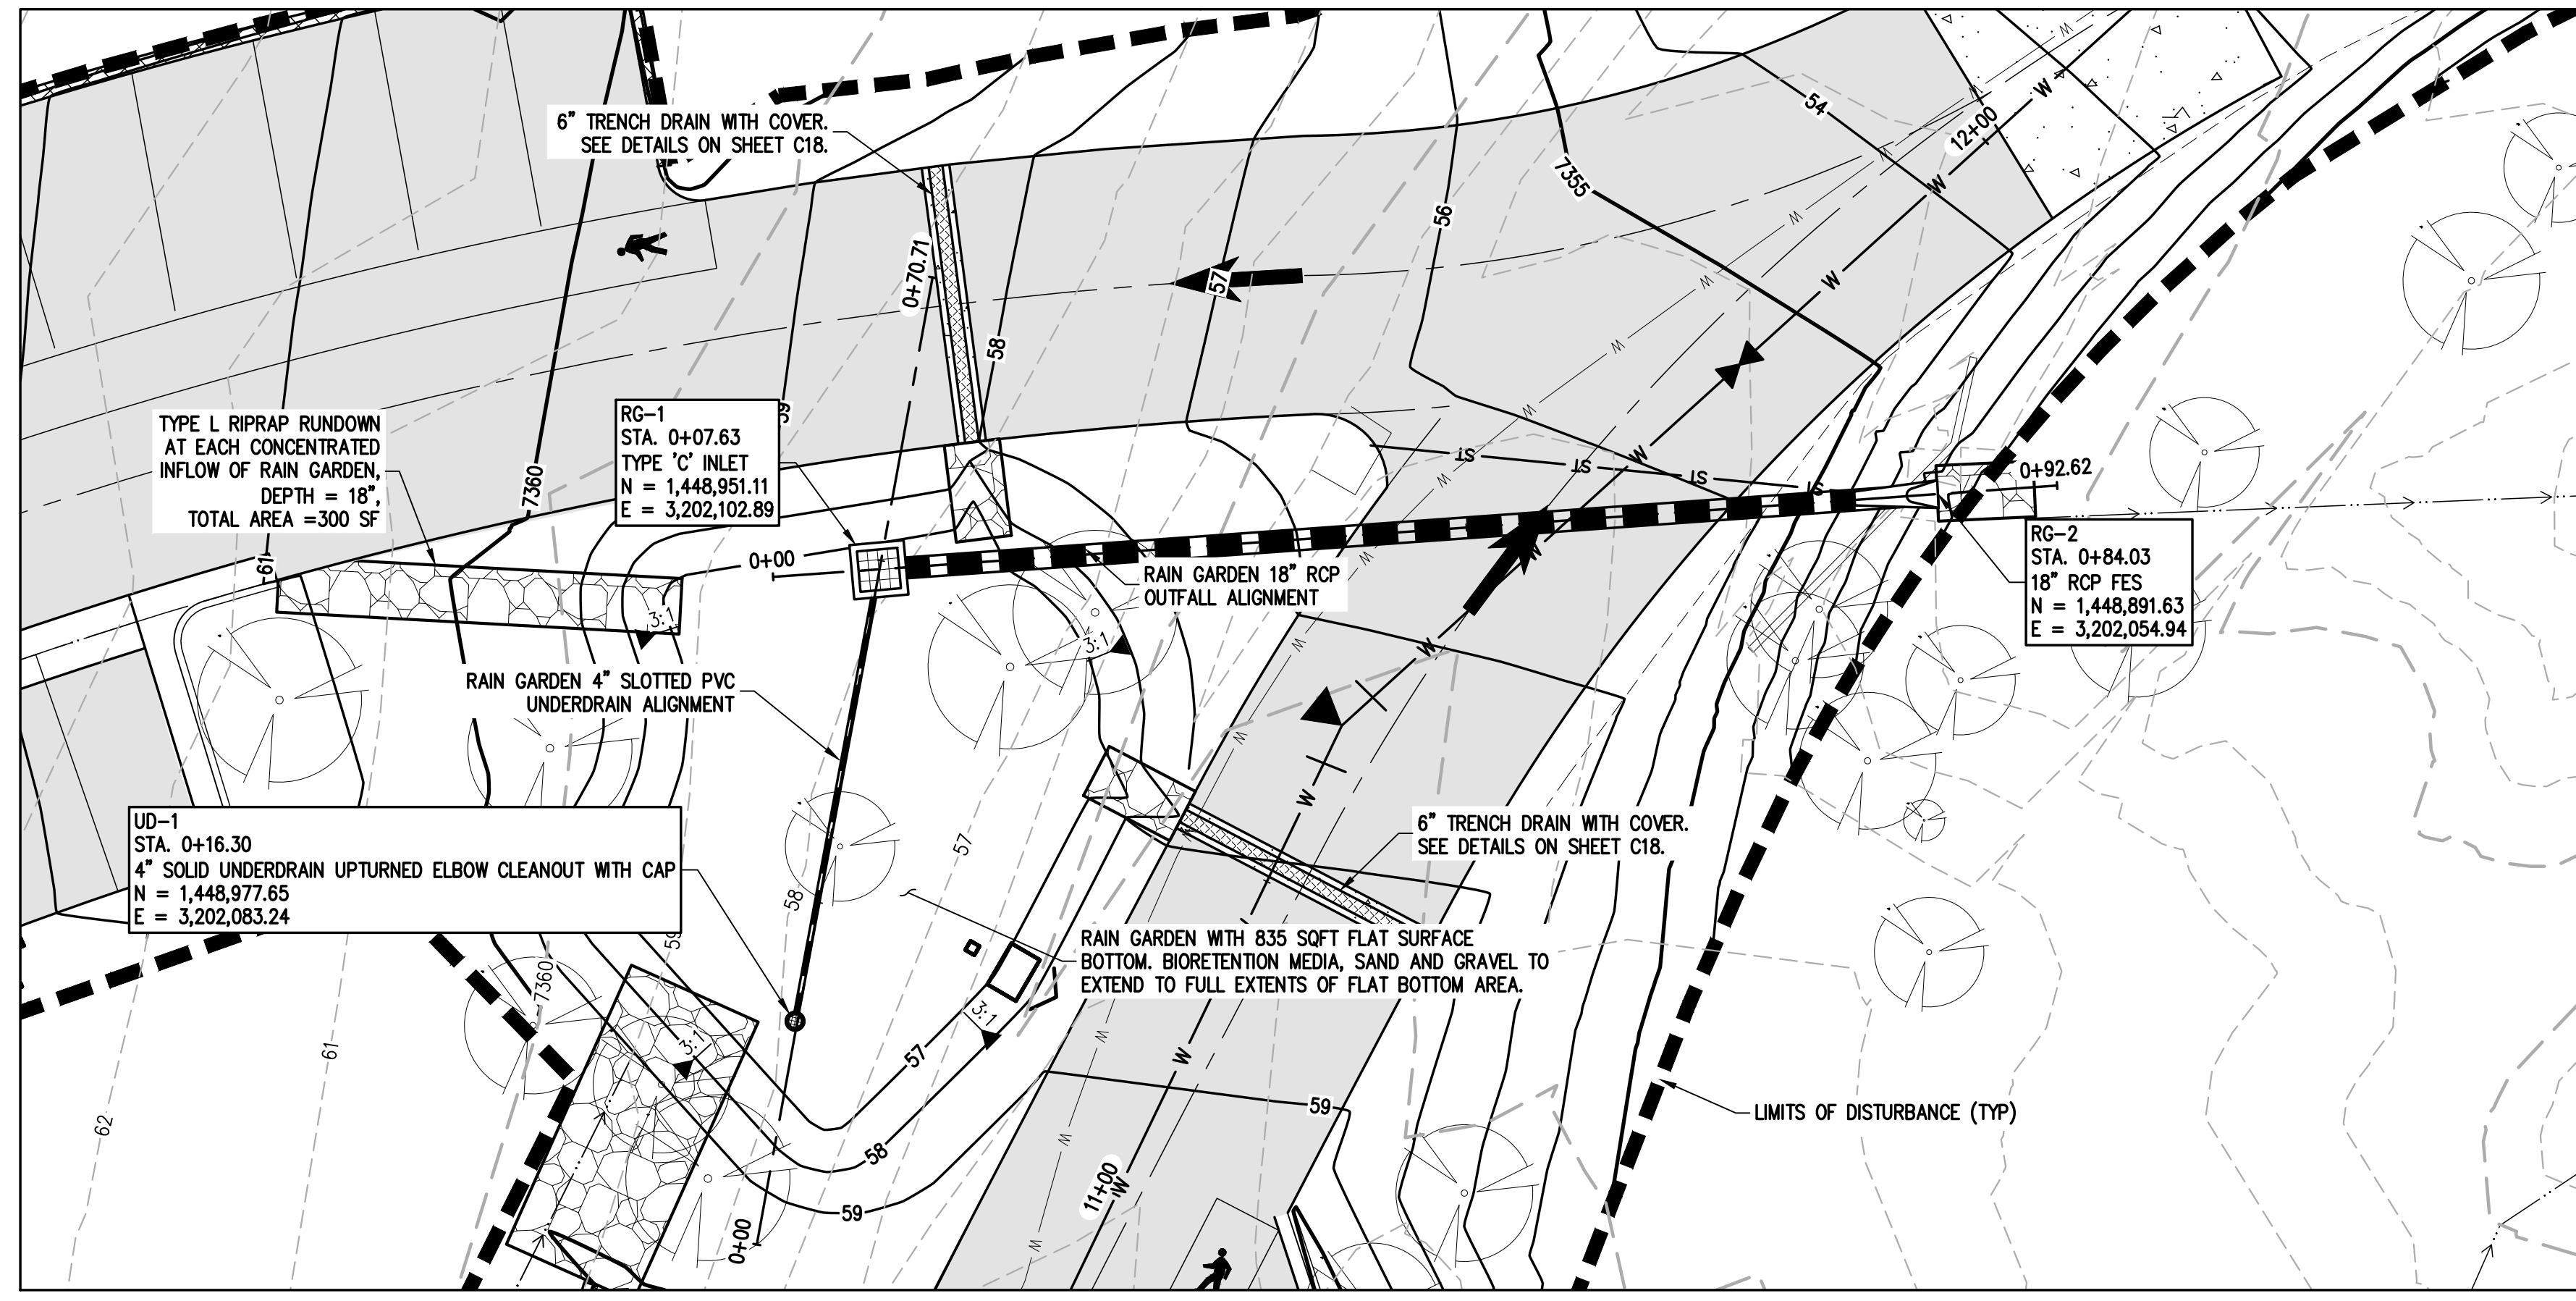 6" TRENCH DRAIN WITH COVER.
SEE DETAILS ON SHEET C18.
54
12+00
W
W
7355
56
57
0+70.71
58
59
W
W
TYPE L RIPRAP RUNDOWN
AT EACH CONCENTRATED
INFLOW OF RAIN GARDEN,
DEPTH = 18",
TOTAL AREA =300 SF
RG-1
STA. 0+07.63
TYPE 'C' INLET
N = 1,448,951.11
E = 3,202,102.89
7360
61
0+00
ST
ST
ST
ST
0+92.62
RG-2
STA. 0+84.03
18" RCP FES
N = 1,448,891.63
E = 3,202,054.94
RAIN GARDEN 18" RCP
OUTFALL ALIGNMENT
W
3:1
3:1
W
RAIN GARDEN 4" SLOTTED PVC
UNDERDRAIN ALIGNMENT
W
UD-1
STA. 0+16.30
4" SOLID UNDERDRAIN UPTURNED ELBOW CLEANOUT WITH CAP
N = 1,448,977.65
E = 3,202,083.24
57
58
59
6" TRENCH DRAIN WITH COVER.
SEE DETAILS ON SHEET C18.
W
RAIN GARDEN WITH 835 SQFT FLAT SURFACE
BOTTOM. BIORETENTION MEDIA, SAND AND GRAVEL TO
EXTEND TO FULL EXTENTS OF FLAT BOTTOM AREA.
7360
3:1
3:1
61
62
57
W
58
59
59
LIMITS OF DISTURBANCE (TYP)
11+00
W
0+00